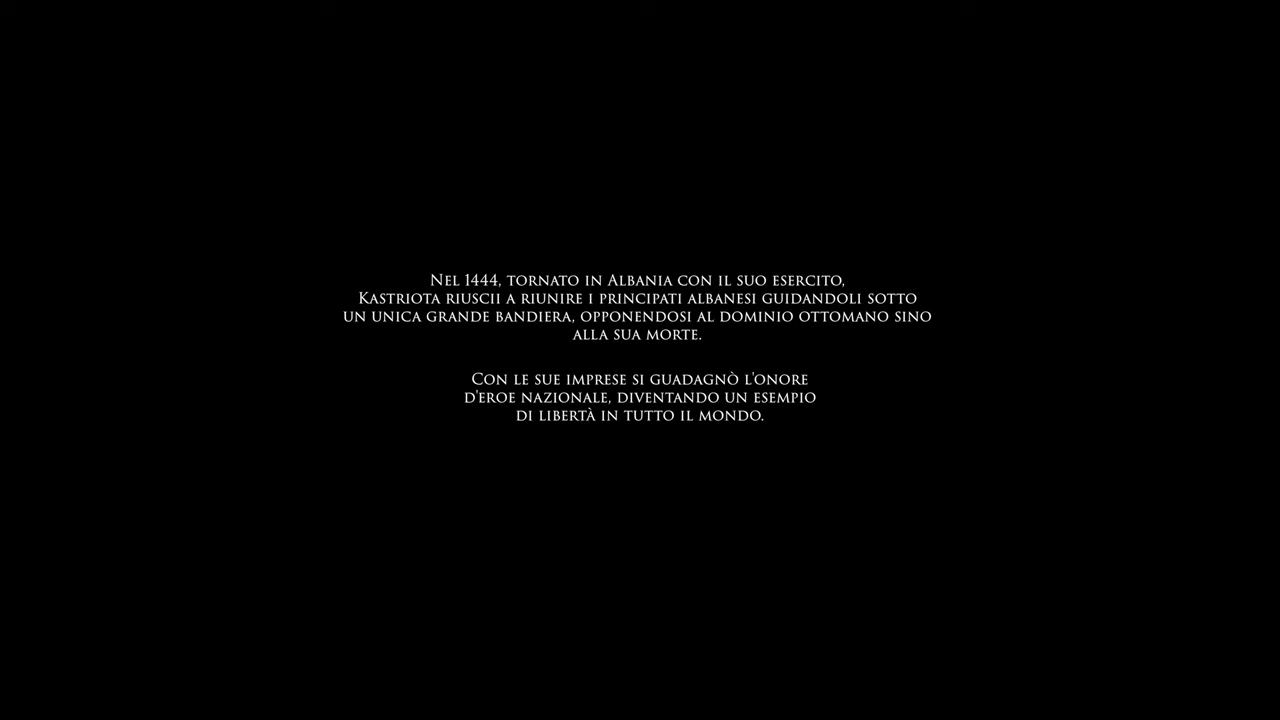 Nel 1444, tornato in Albania con il suo esercito,
Kastriota riuscii a riunire i principati albanesi guidandoli sotto
un unica grande bandiera, opponendosi al dominio ottomano sino
alla sua morte.
Con le sue imprese si guadagnò l'onore
d'eroe nazionale, diventando un esempio
di libertà in tutto il mondo.